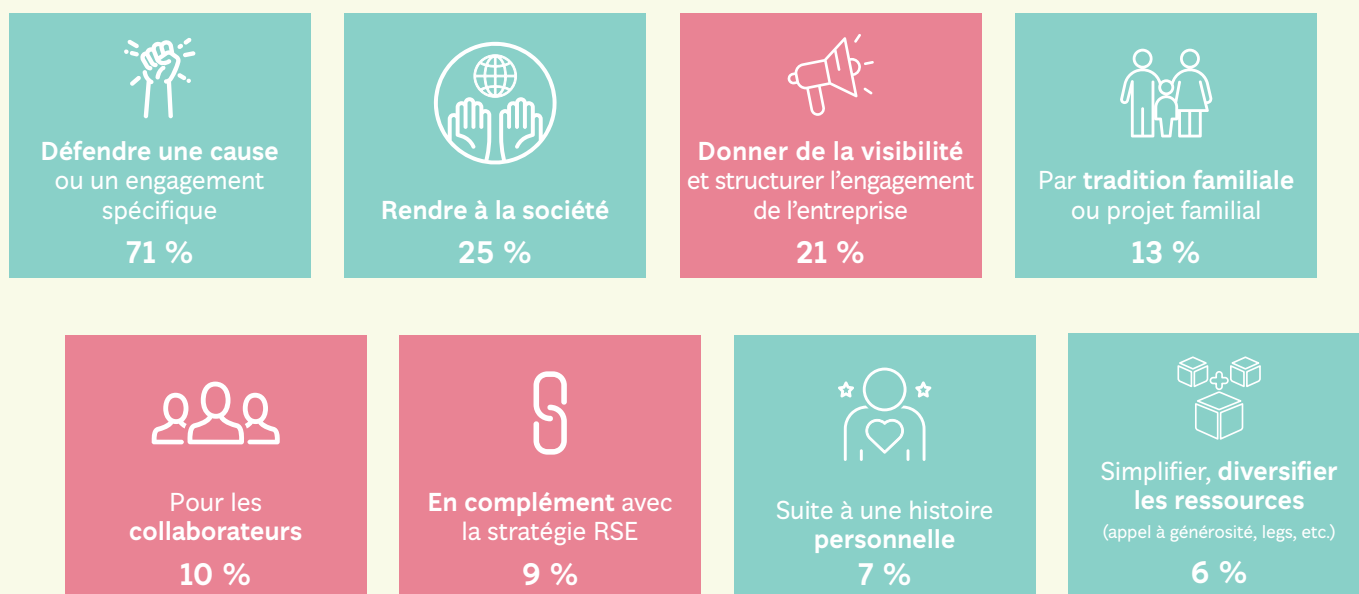 Défendre une cause
ou un engagement
spécifique
71 %
Rendre à la société
25 %
Donner de la visibilité
et structurer l’engagement
de l’entreprise
21 %
Par tradition familiale
ou projet familial
13 %
Pour les
collaborateurs
10 %
En complément avec
la stratégie RSE
9 %
Suite à une histoire
personnelle
7 %
Simplifier, diversifier
les ressources
(appel à générosité, legs, etc.)
6 %